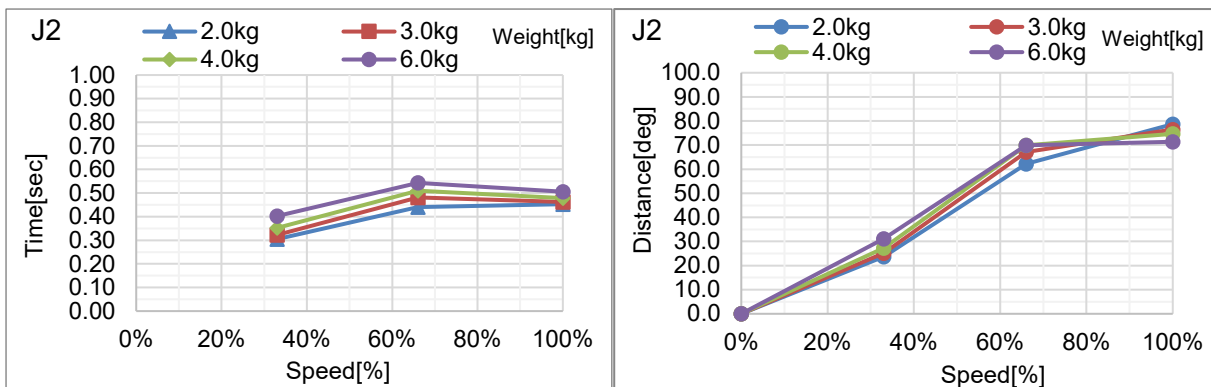 J2
2.0kg
3.0kg
Weight[kg]
4.0kg
6.0kg
Time[sec]
1.00
0.90
0.80
0.70
0.60
0.50
0.40
0.30
0.20
0.10
0.00
0% 20% 40% 60% 80% 100%
Speed[%]
J2
2.0kg
3.0kg
Weight[kg]
4.0kg
6.0kg
Distance[deg]
100.0
90.0
80.0
70.0
60.0
50.0
40.0
30.0
20.0
10.0
0.0
0% 20% 40% 60% 80% 100%
Speed[%]